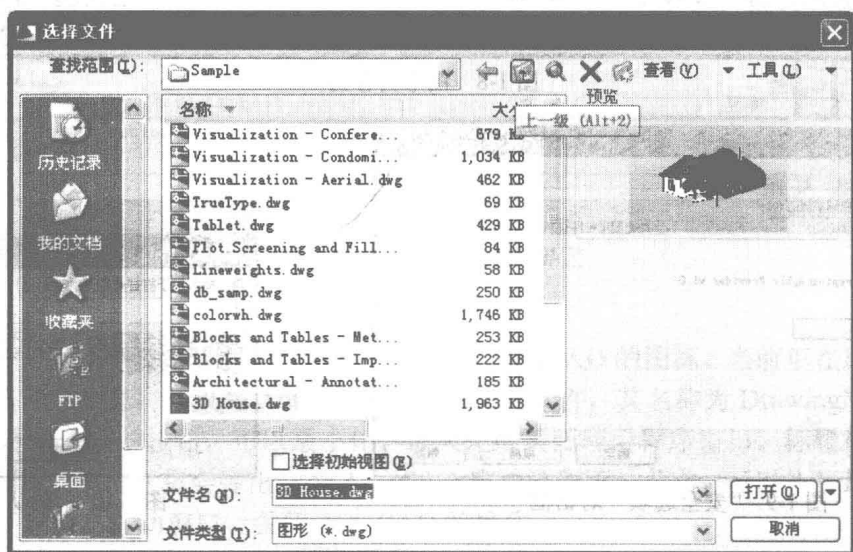 选择文件
查找范围(I): Sample 查看(V) 工具(L)
名称 大小 预览
上一级 (Alt+2)
Visualization - Confere... 679 KB
Visualization - Condomi... 1,034 KB
Visualization - Aerial.dwg 462 KB
TrueType.dwg 69 KB
Tablet.dwg 429 KB
Plot Screening and Fill... 84 KB
Lineweights.dwg 58 KB
db_samp.dwg 250 KB
colorwh.dwg 1,746 KB
Blocks and Tables - Met... 253 KB
Blocks and Tables - Imp... 222 KB
Architectural - Annotat... 185 KB
3D House.dwg 1,963 KB
历史记录
我的文档
收藏夹
FTP
桌面
选择初始视图(E)
文件名(N): 3D House.dwg 打开(O)
文件类型(T): 图形 (*.dwg) 取消